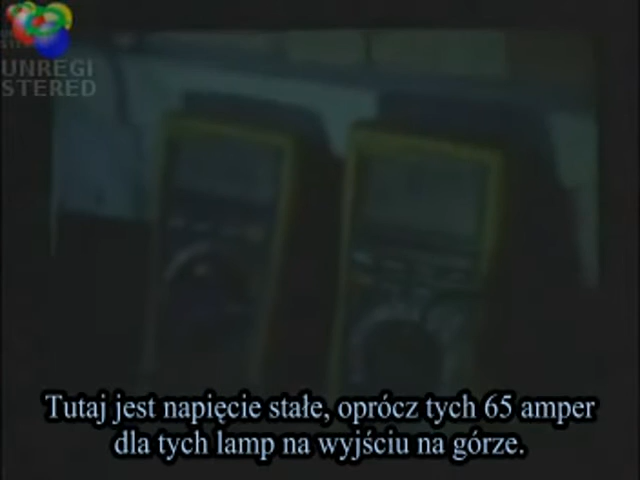 UNREGI
STERED
Tutaj jest napięcie stałe, oprócz tych 65 amper
dla tych lamp na wyjściu na górze.